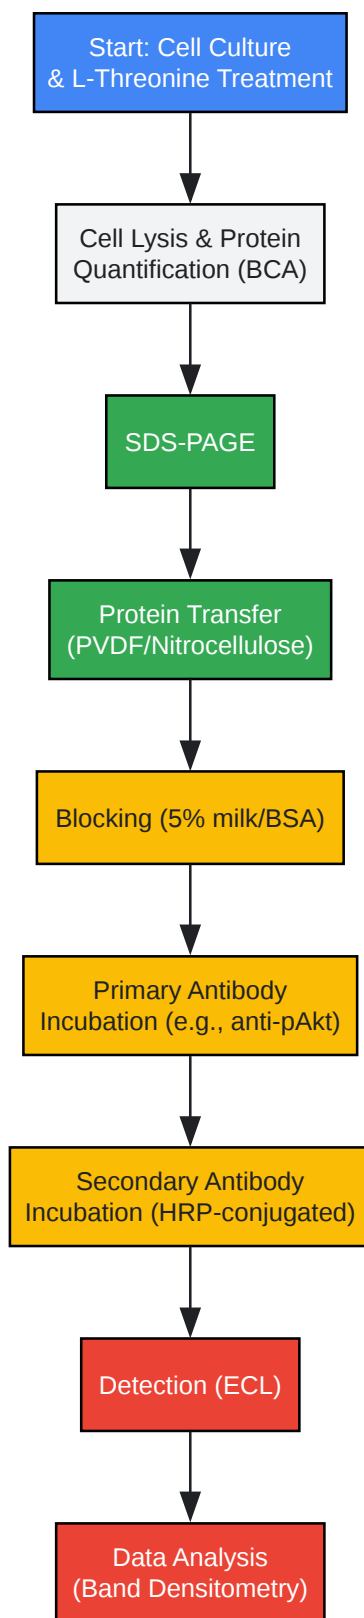 Start: Cell Culture
& L-Threonine Treatment
Cell Lysis & Protein
Quantification (BCA)
SDS-PAGE
Protein Transfer
(PVDF/Nitrocellulose)
Blocking (5% milk/BSA)
Primary Antibody
Incubation (e.g., anti-pAkt)
Secondary Antibody
Incubation (HRP-conjugated)
Detection (ECL)
Data Analysis
(Band Densitometry)